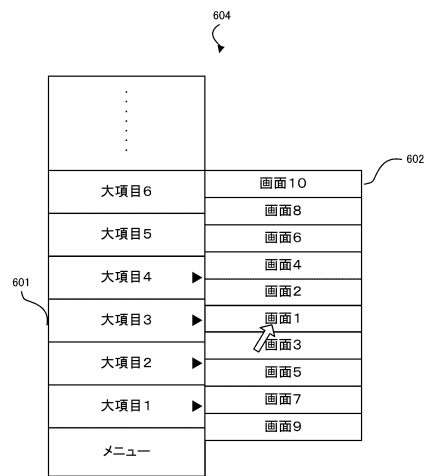 604
602
601
大項目6
大項目5
大項目4
大項目3
大項目2
大項目1
メニュー
画面10
画面8
画面6
画面4
画面2
画面1
画面3
画面5
画面7
画面9